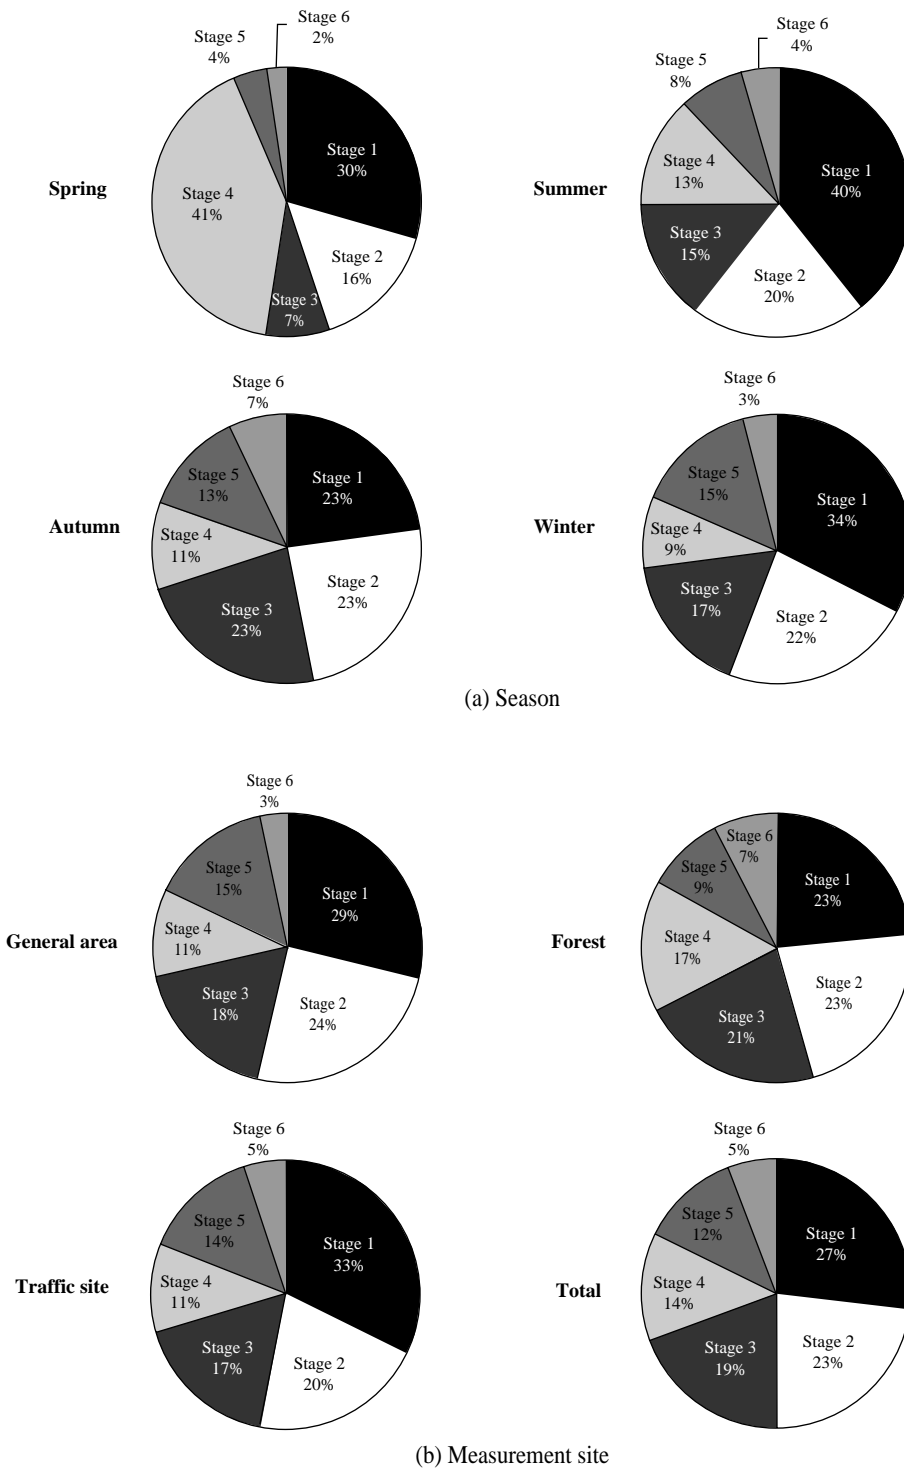 Stage 6
2%
Stage 5
4%
Stage 1
30%
Spring
Stage 4
41%
Stage 2
16%
Stage 3
7%
Stage 6
4%
Stage 5
8%
Stage 4
13%
Stage 1
40%
Summer
Stage 3
15%
Stage 2
20%
Stage 6
7%
Stage 5
13%
Stage 1
23%
Autumn
Stage 4
11%
Stage 2
23%
Stage 3
23%
Stage 6
3%
Stage 5
15%
Stage 1
34%
Winter
Stage 4
9%
Stage 3
17%
Stage 2
22%
(a) Season
Stage 6
3%
Stage 5
15%
Stage 1
29%
General area
Stage 4
11%
Stage 3
18%
Stage 2
24%
Stage 6
7%
Stage 5
9%
Stage 1
23%
Forest
Stage 4
17%
Stage 2
23%
Stage 3
21%
Stage 6
5%
Stage 5
14%
Stage 1
33%
Traffic site
Stage 4
11%
Stage 3
17%
Stage 2
20%
Stage 6
5%
Stage 5
12%
Stage 1
27%
Total
Stage 4
14%
Stage 3
19%
Stage 2
23%
(b) Measurement site